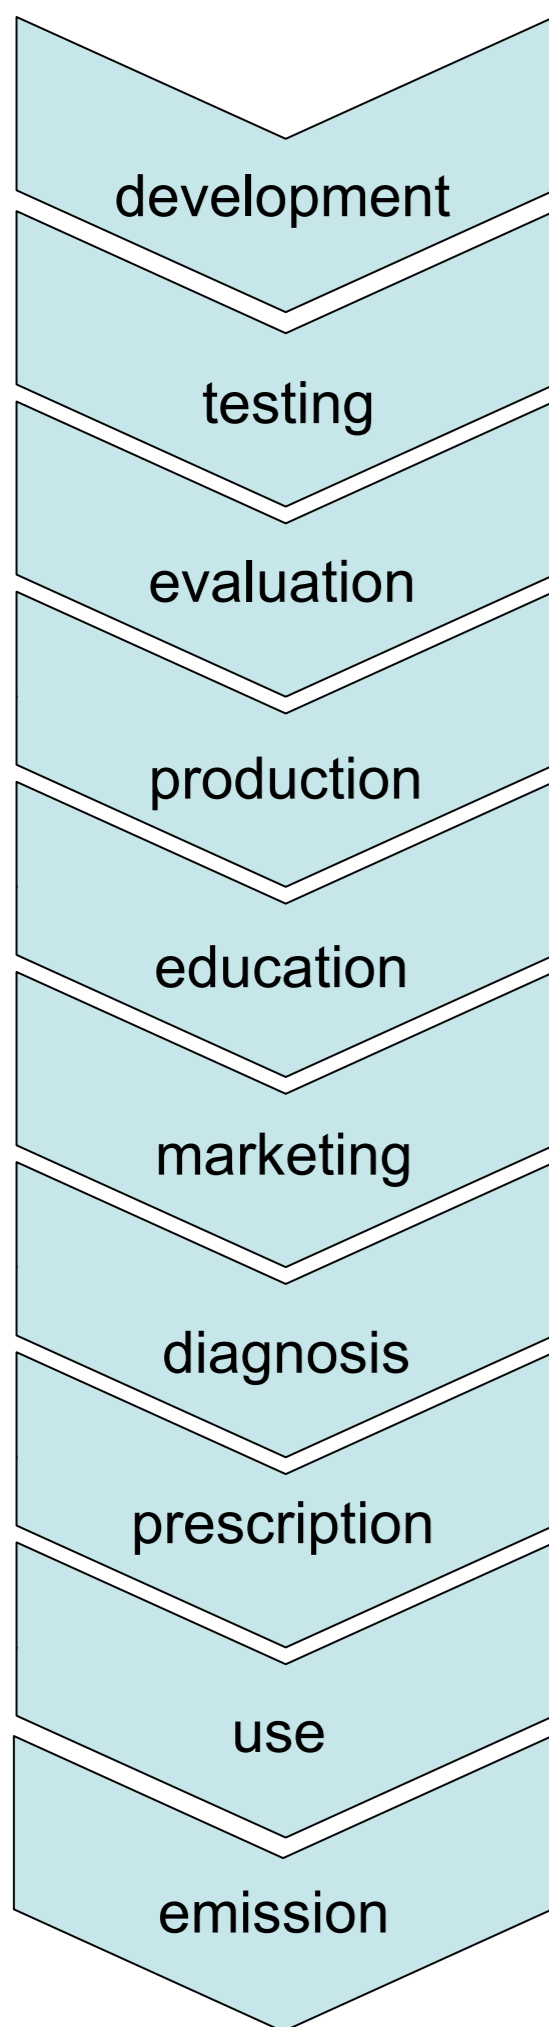 development
testing
evaluation
production
education
marketing
diagnosis
prescription
use
emission